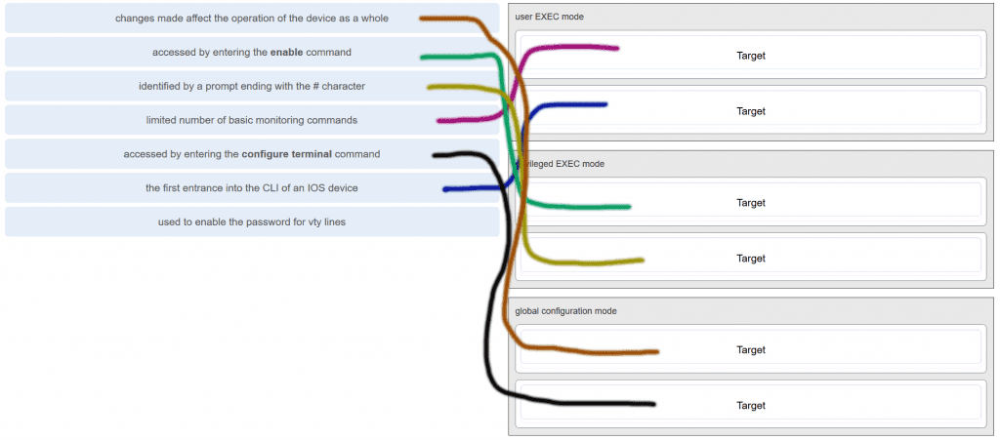 changes made affect the operation of the device as a whole
accessed by entering the enable command
identified by a prompt ending with the # character
limited number of basic monitoring commands
accessed by entering the configure terminal command
the first entrance into the CLI of an IOS device
used to enable the password for vty lines
user EXEC mode
Target
Target
vileged EXEC mode
Target
Target
global configuration mode
Target
Target